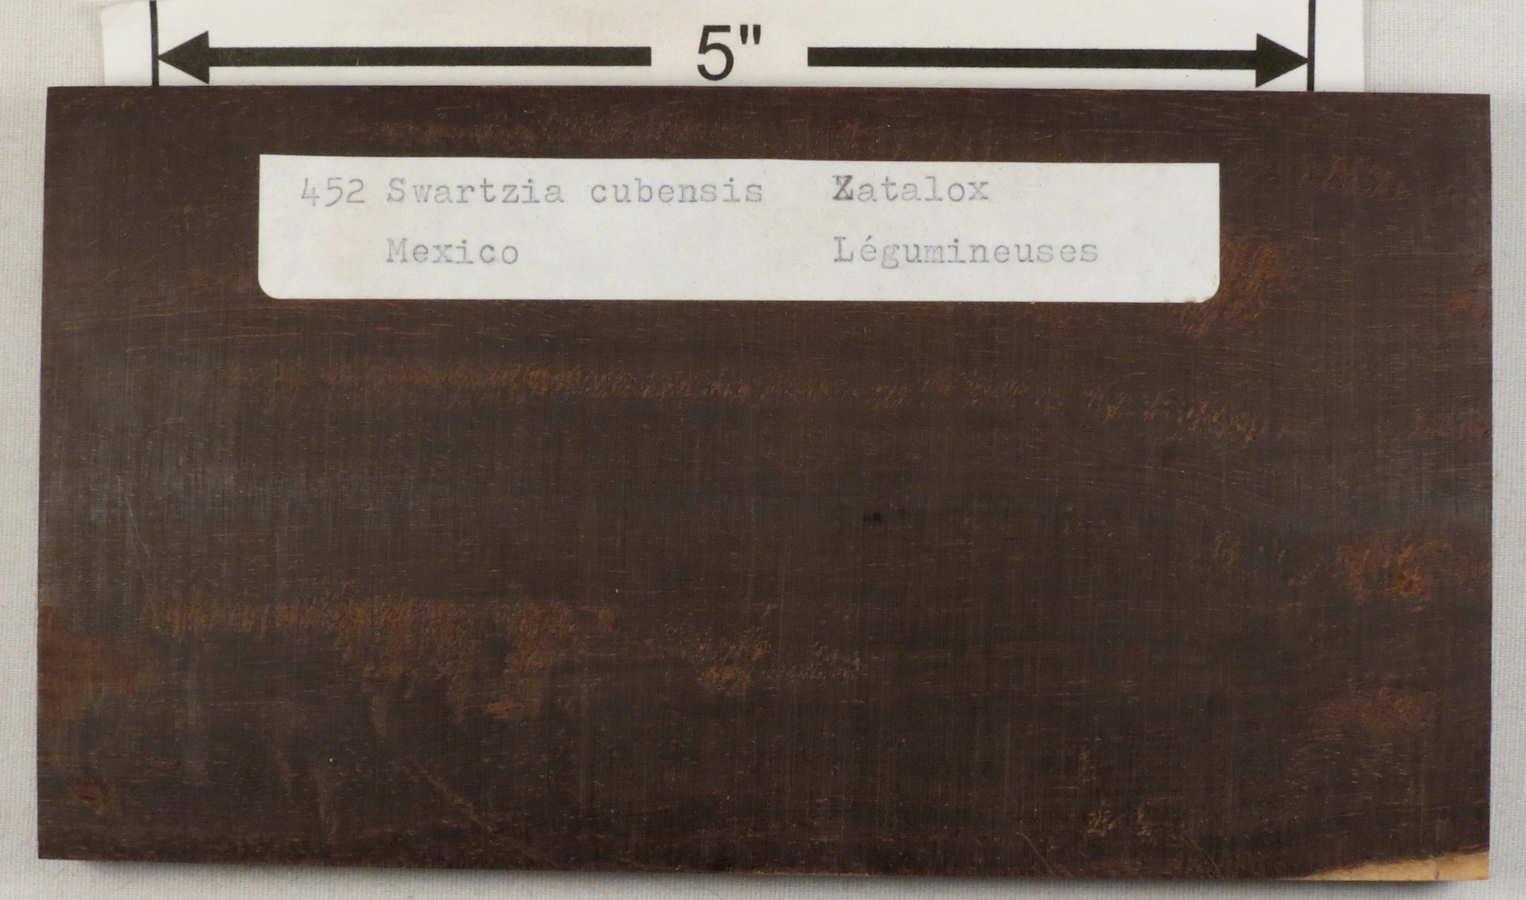 5"
452 Swartzia cubensis Zatalox
Mexico Légumineuses